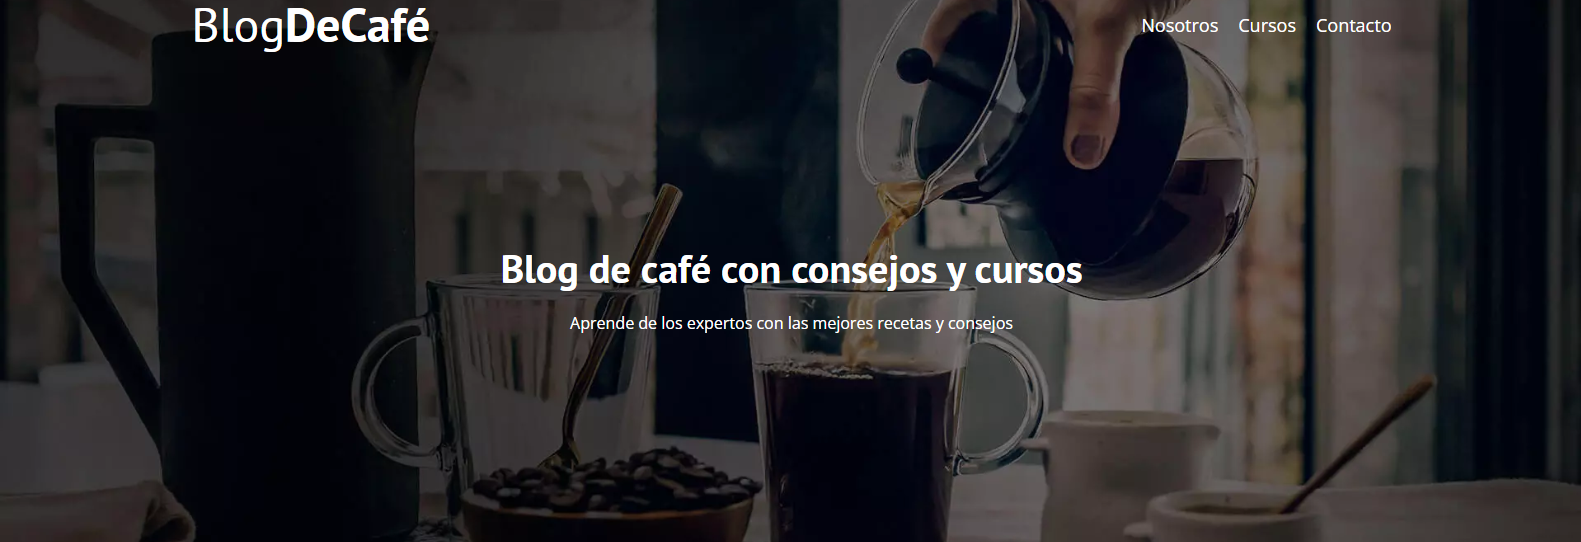 BlogDeCafé
Nosotros Cursos Contacto
Blog de café con consejos y cursos
Aprende de los expertos con las mejores recetas y consejos